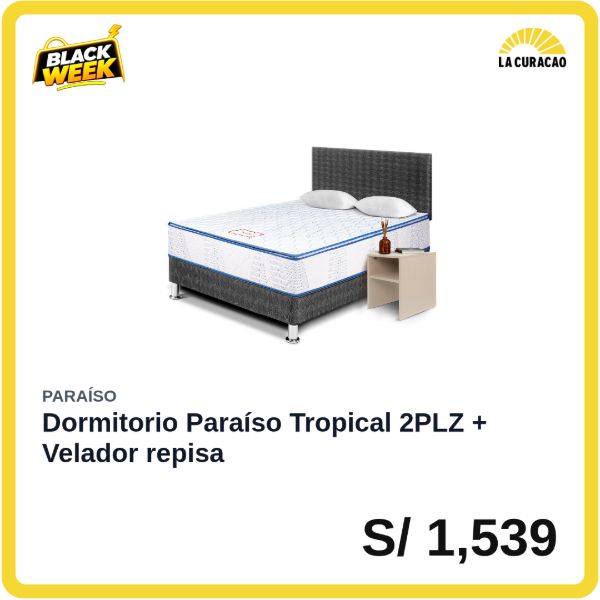 BLACK
WEEK
LA CURACAO
PARAÍSO
Dormitorio Paraíso Tropical 2PLZ +
Velador repisa
S/ 1,539